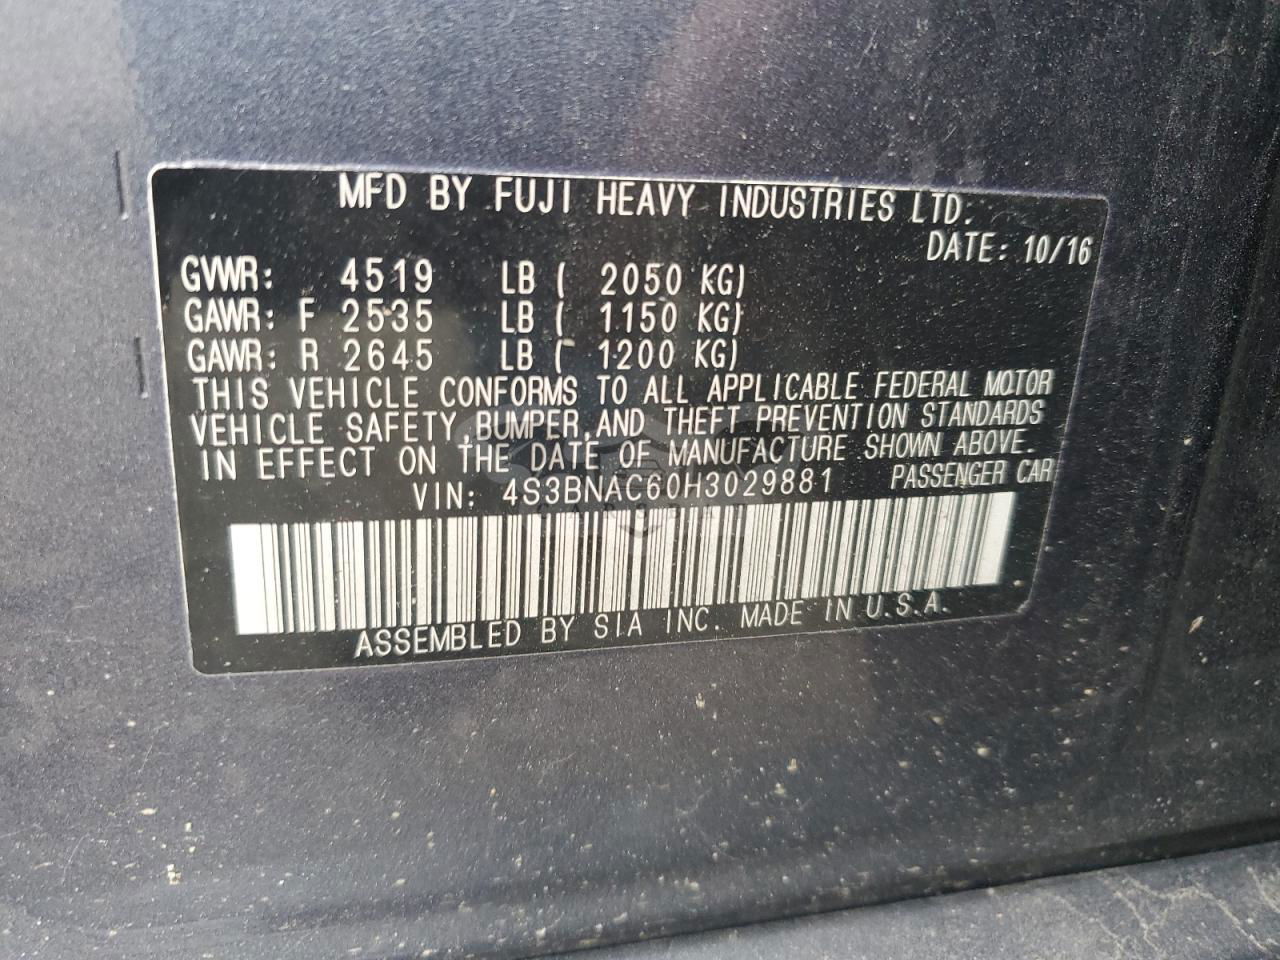 MFD BY FUJI HEAVY INDUSTRIES LTD.
DATE: 10/16
GVWR: 4519 LB ( 2050 KG)
GAWR: F 2535 LB ( 1150 KG)
GAWR: R 2645 LB ( 1200 KG)
THIS VEHICLE CONFORMS TO ALL APPLICABLE FEDERAL MOTOR
VEHICLE SAFETY, BUMPER, AND THEFT PREVENTION STANDARDS
IN EFFECT ON THE DATE OF MANUFACTURE SHOWN ABOVE.
VIN: 4S3BNAC60H3029881 PASSENGER CAR
ASSEMBLED BY SIA INC. MADE IN U.S.A.